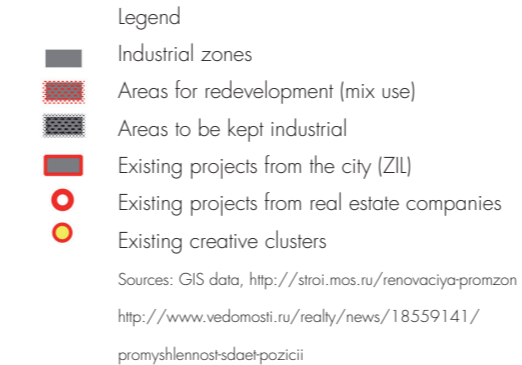 Legend
Industrial zones
Areas for redevelopment (mix use)
Areas to be kept industrial
Existing projects from the city (ZIL)
Existing projects from real estate companies
Existing creative clusters
Sources: GIS data, http://stroi.mos.ru/renovaciya-promzon
http://www.vedomosti.ru/realty/news/18559141/
promyshlennost-sdaet-pozicii